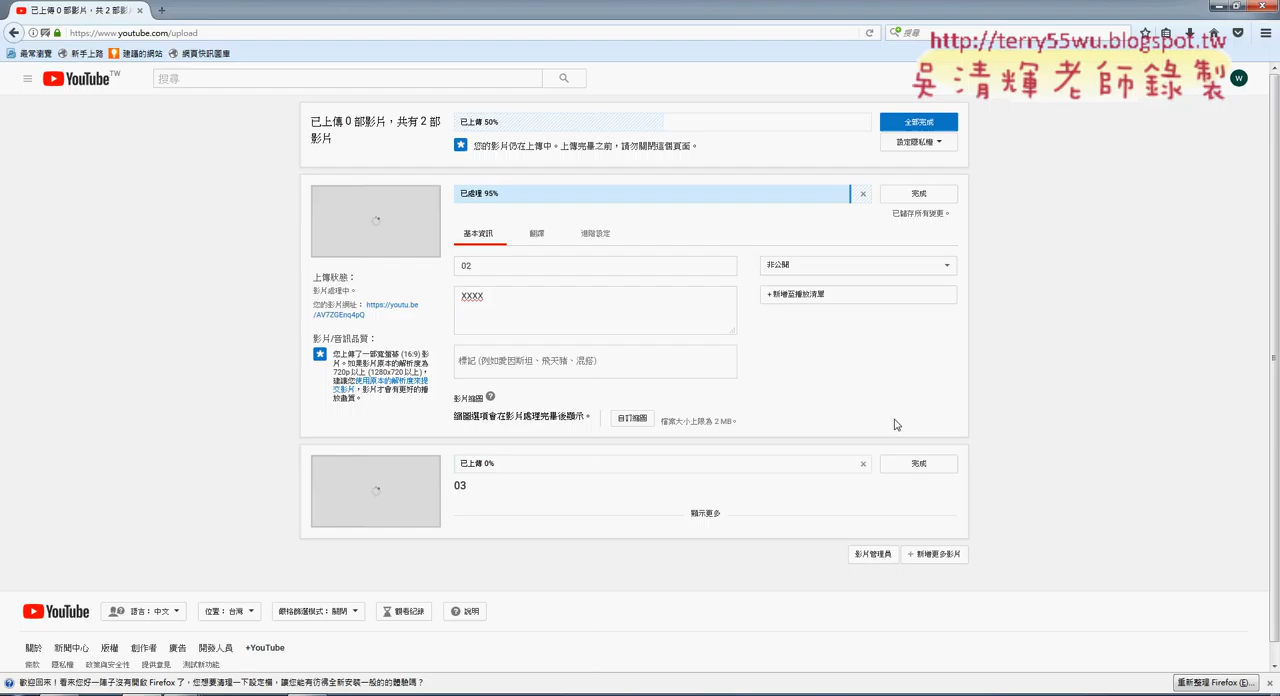 已上傳 0 部影片，共 2 部影...
https://www.youtube.com/upload
搜尋
最常瀏覽 新手上路 建議的網站 網頁快訊圖庫
http://terry55wu.blogspot.tw
吳清輝老師錄製
YouTube TW
搜尋
W
已上傳 0 部影片，共有 2 部
影片
已上傳 50%
全部完成
您的影片仍在上傳中。上傳完畢之前，請勿關閉這個頁面。
設定隱私權
已處理 95%
完成
已儲存所有變更。
基本資訊 翻譯 進階設定
02
非公開
XXXX
+ 新增至播放清單
上傳狀態：
影片處理中。
您的影片網址： https://youtu.be
/AV7ZGEnq4pQ
影片/音訊品質：
您上傳了一部寬螢幕 (16:9) 影
片。如果影片原本的解析度為
720p 以上 (1280x720 以上)，
建議您使用原本的解析度來提
交影片，影片才會有更好的播
放畫質。
標記 (例如愛因斯坦、飛天豬、混搭)
影片縮圖 ?
縮圖選項會在影片處理完畢後顯示。
自訂縮圖
檔案大小上限為 2 MB。
已上傳 0%
完成
03
顯示更多
影片管理員
+ 新增更多影片
YouTube
語言：中文
位置：台灣
嚴格篩選模式：關閉
觀看紀錄
說明
關於 新聞中心 版權 創作者 廣告 開發人員 +YouTube
條款 隱私權 政策與安全性 提供意見 測試新功能
歡迎回來！看來您好一陣子沒有開啟 Firefox 了，您想要清理一下設定檔，讓您能有彷彿全新安裝一般的的體驗嗎？
重新整理 Firefox (E)...